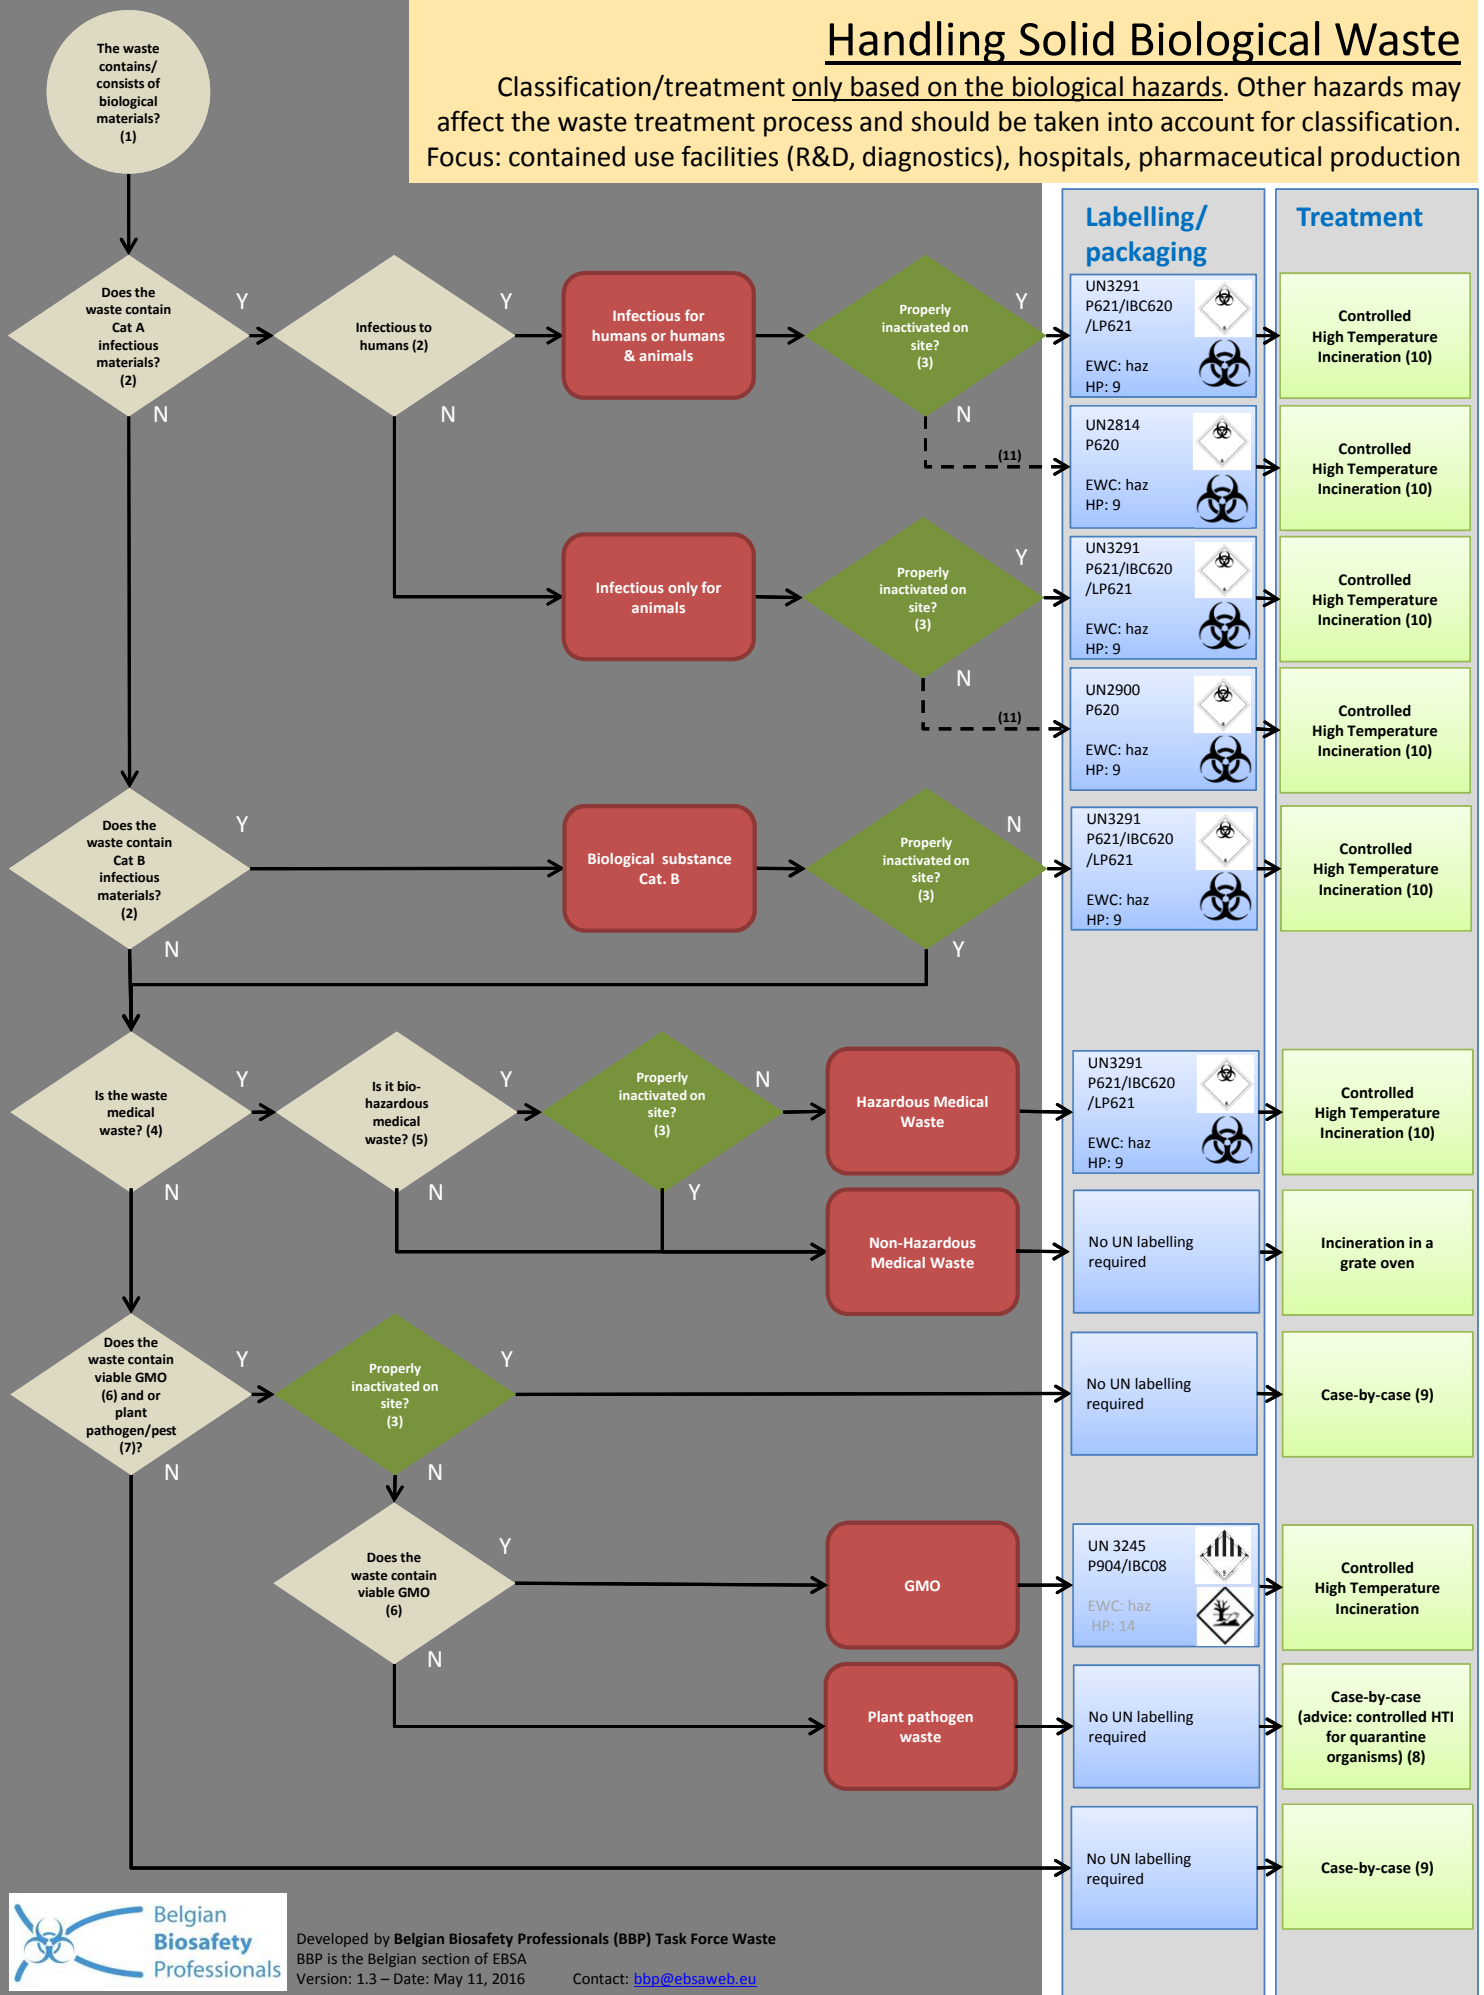 Handling Solid Biological Waste
Classification/treatment only based on the biological hazards. Other hazards may
affect the waste treatment process and should be taken into account for classification.
Focus: contained use facilities (R&D, diagnostics), hospitals, pharmaceutical production
The waste
contains/
consists of
biological
materials?
(1)
Labelling/
packaging
Treatment
Does the
waste contain
Cat A
infectious
materials?
(2)
Y
N
Infectious to
humans (2)
Y
N
Infectious for
humans or humans
& animals
Properly
inactivated on
site?
(3)
Y
N
(11)
UN3291
P621/IBC620
/LP621
EWC: haz
HP: 9
Controlled
High Temperature
Incineration (10)
UN2814
P620
EWC: haz
HP: 9
Controlled
High Temperature
Incineration (10)
Infectious only for
animals
Properly
inactivated on
site?
(3)
Y
N
(11)
UN3291
P621/IBC620
/LP621
EWC: haz
HP: 9
Controlled
High Temperature
Incineration (10)
UN2900
P620
EWC: haz
HP: 9
Controlled
High Temperature
Incineration (10)
Does the
waste contain
Cat B
infectious
materials?
(2)
Y
N
Biological substance
Cat. B
Properly
inactivated on
site?
(3)
N
Y
UN3291
P621/IBC620
/LP621
EWC: haz
HP: 9
Controlled
High Temperature
Incineration (10)
Is the waste
medical
waste? (4)
Y
N
Is it bio-
hazardous
medical
waste? (5)
Y
N
Properly
inactivated on
site?
(3)
N
Y
Hazardous Medical
Waste
UN3291
P621/IBC620
/LP621
EWC: haz
HP: 9
Controlled
High Temperature
Incineration (10)
Non-Hazardous
Medical Waste
No UN labelling
required
Incineration in a
grate oven
Does the
waste contain
viable GMO
(6) and or
plant
pathogen/pest
(7)?
Y
N
Properly
inactivated on
site?
(3)
Y
N
No UN labelling
required
Case-by-case (9)
Does the
waste contain
viable GMO
(6)
Y
N
GMO
UN 3245
P904/IBC08
EWC: haz
HP: 14
Controlled
High Temperature
Incineration
Plant pathogen
waste
No UN labelling
required
Case-by-case
(advice: controlled HTI
for quarantine
organisms) (8)
No UN labelling
required
Case-by-case (9)
Belgian
Biosafety
Professionals
Developed by Belgian Biosafety Professionals (BBP) Task Force Waste
BBP is the Belgian section of EBSA
Version: 1.3 – Date: May 11, 2016 Contact: bbp@ebsaweb.eu